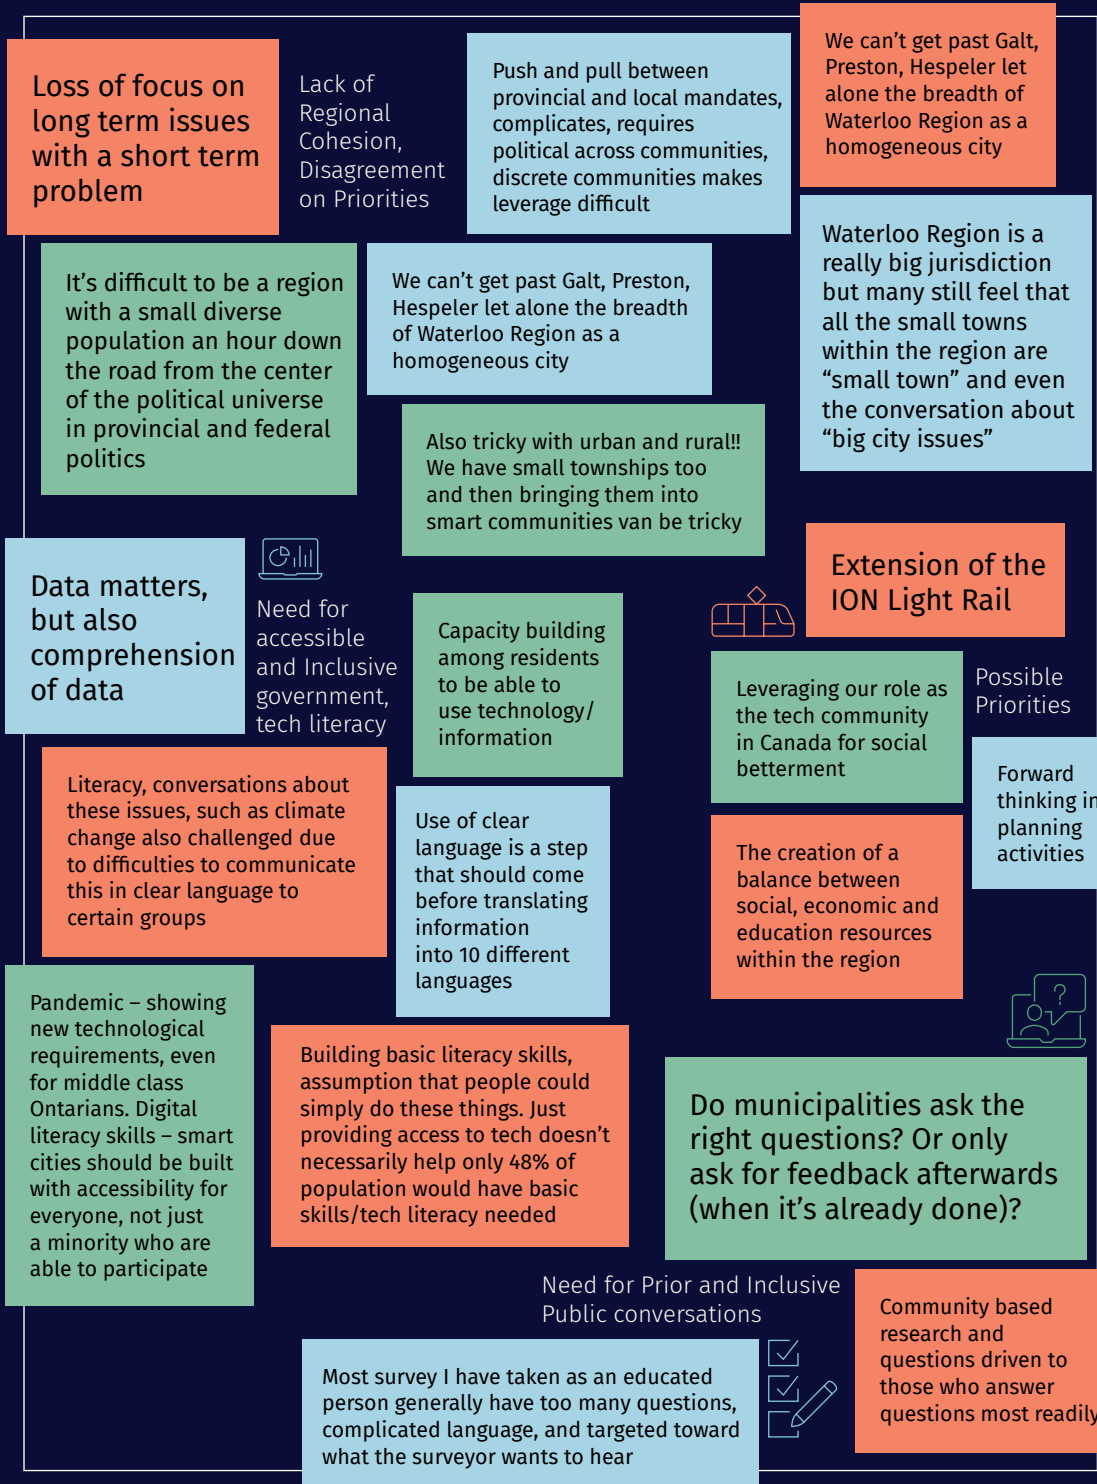 Loss of focus on
long term issues
with a short term
problem
Lack of
Regional
Cohesion,
Disagreement
on Priorities
Push and pull between
provincial and local mandates,
complicates, requires
political across communities,
discrete communities makes
leverage difficult
We can’t get past Galt,
Preston, Hespeler let
alone the breadth of
Waterloo Region as a
homogeneous city
It’s difficult to be a region
with a small diverse
population an hour down
the road from the center
of the political universe
in provincial and federal
politics
We can’t get past Galt, Preston,
Hespeler let alone the breadth
of Waterloo Region as a
homogeneous city
Waterloo Region is a
really big jurisdiction
but many still feel that
all the small towns
within the region are
“small town” and even
the conversation about
“big city issues”
Also tricky with urban and rural!!
We have small townships too
and then bringing them into
smart communities van be tricky
Data matters,
but also
comprehension
of data
Need for
accessible
and Inclusive
government,
tech literacy
Capacity building
among residents
to be able to
use technology/
information
Literacy, conversations about
these issues, such as climate
change also challenged due
to difficulties to communicate
this in clear language to
certain groups
Use of clear
language is a step
that should come
before translating
information
into 10 different
languages
Pandemic – showing
new technological
requirements, even
for middle class
Ontarians. Digital
literacy skills – smart
cities should be built
with accessibility for
everyone, not just
a minority who are
able to participate
Building basic literacy skills,
assumption that people could
simply do these things. Just
providing access to tech doesn’t
necessarily help only 48% of
population would have basic
skills/tech literacy needed
Extension of the
ION Light Rail
Leveraging our role as
the tech community
in Canada for social
betterment
Possible
Priorities
Forward
thinking in
planning
activities
The creation of a
balance between
social, economic and
education resources
within the region
?
Do municipalities ask the
right questions? Or only
ask for feedback afterwards
(when it’s already done)?
Need for Prior and Inclusive
Public conversations
Community based
research and
questions driven to
those who answer
questions most readily
Most survey I have taken as an educated
person generally have too many questions,
complicated language, and targeted toward
what the surveyor wants to hear